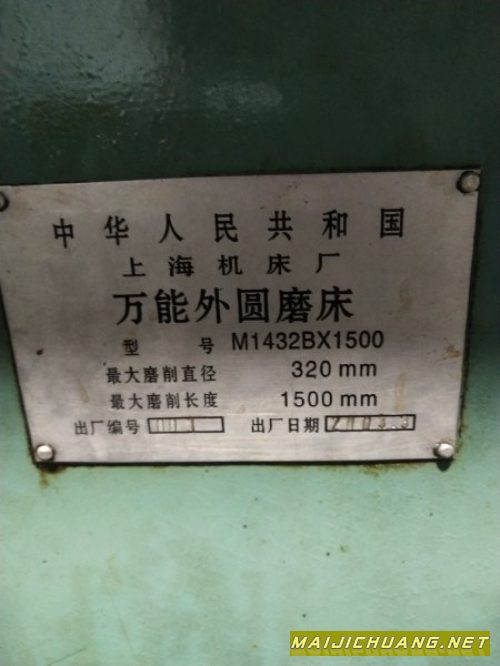 中华人民共和国
上海机床厂
万能外圆磨床
型号 M1432BX1500
最大磨削直径 320 mm
最大磨削长度 1500 mm
出厂编号 出厂日期 2003.3
MAIJICHUANG.NET